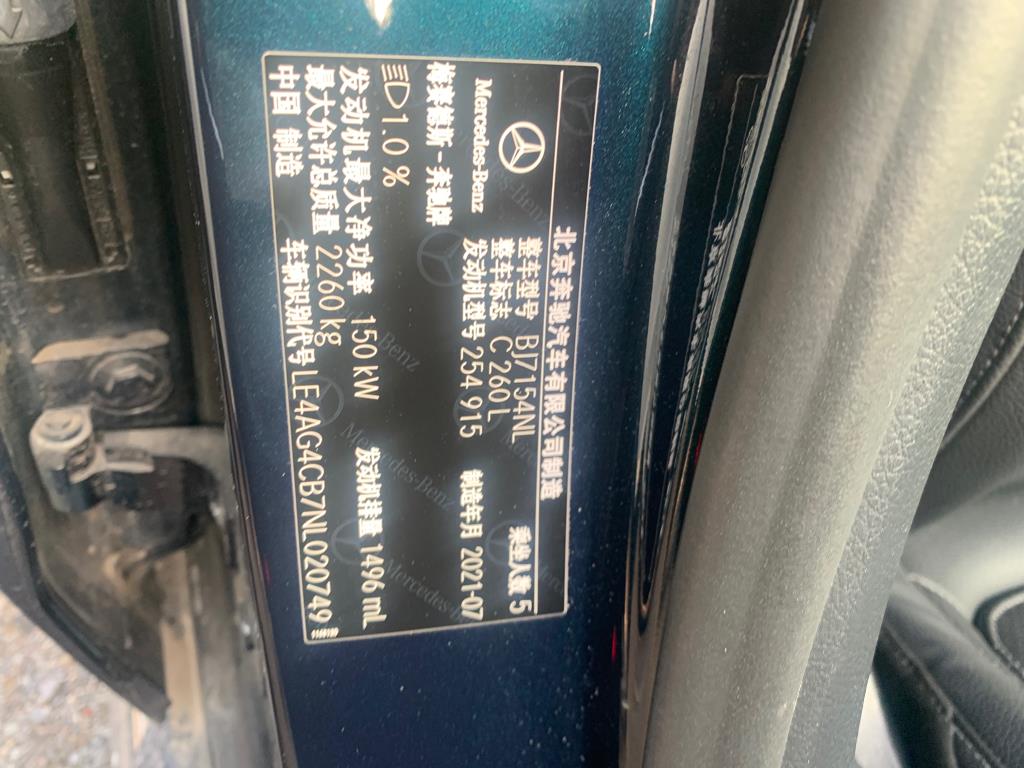 Mercedes-Benz
梅赛德斯-奔驰牌
北京奔驰汽车有限公司制造
整车型号 BJ7154NL 乘坐人数 5
整车标志 C 260 L
发动机型号 254 915 制造年月 2021-07
1.0 %
发动机最大净功率 150 kW 发动机排量 1496 mL
最大允许总质量 2260 kg
中国 制造 车辆识别代号 LE4AG4CB7NL020749